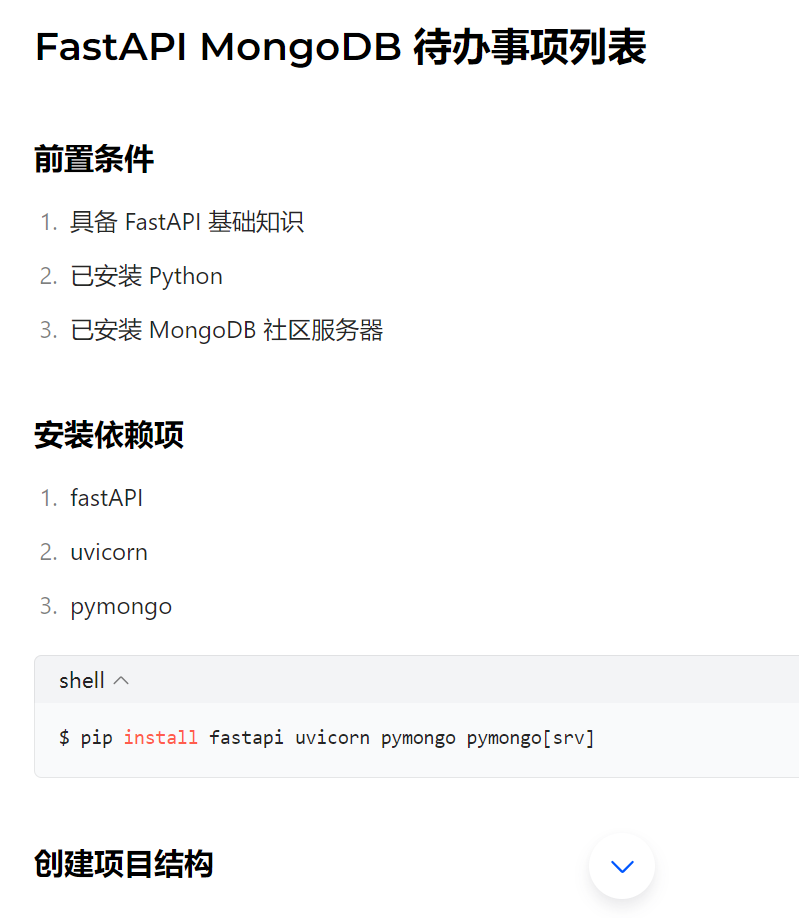 FastAPI MongoDB 待办事项列表
前置条件
1. 具备 FastAPI 基础知识
2. 已安装 Python
3. 已安装 MongoDB 社区服务器
安装依赖项
1. fastAPI
2. uvicorn
3. pymongo
shell
$ pip install fastapi uvicorn pymongo pymongo[srv]
创建项目结构